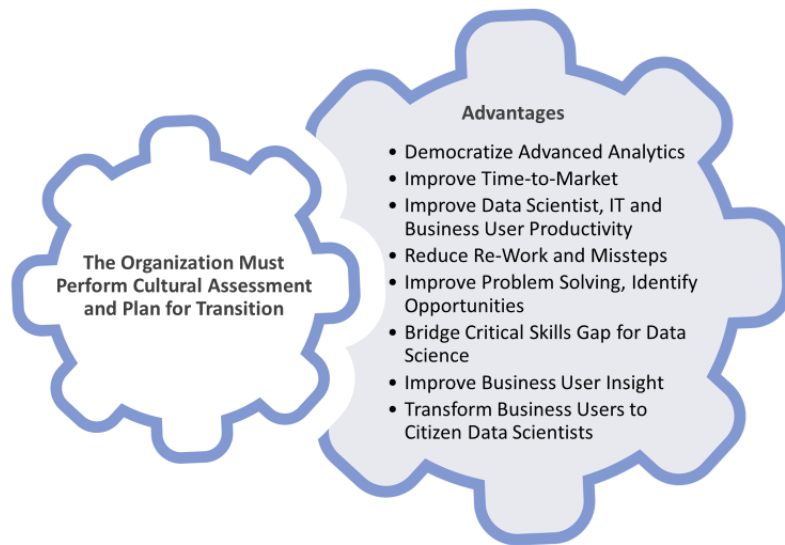 The Organization Must
Perform Cultural Assessment
and Plan for Transition
Advantages
• Democratize Advanced Analytics
• Improve Time-to-Market
• Improve Data Scientist, IT and
Business User Productivity
• Reduce Re-Work and Missteps
• Improve Problem Solving, Identify
Opportunities
• Bridge Critical Skills Gap for Data
Science
• Improve Business User Insight
• Transform Business Users to
Citizen Data Scientists